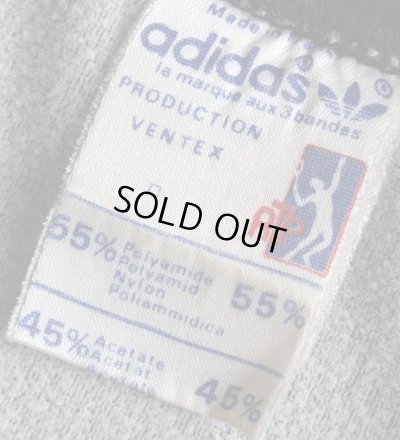 Made in
adidas
la marque aux 3 bandes
PRODUCTION
VENTEX
SOLD OUT
55% Polyamide 55%
Polyamid
Nylon
Poliammidica
45% Acetate 45%
Acetat
Acetate